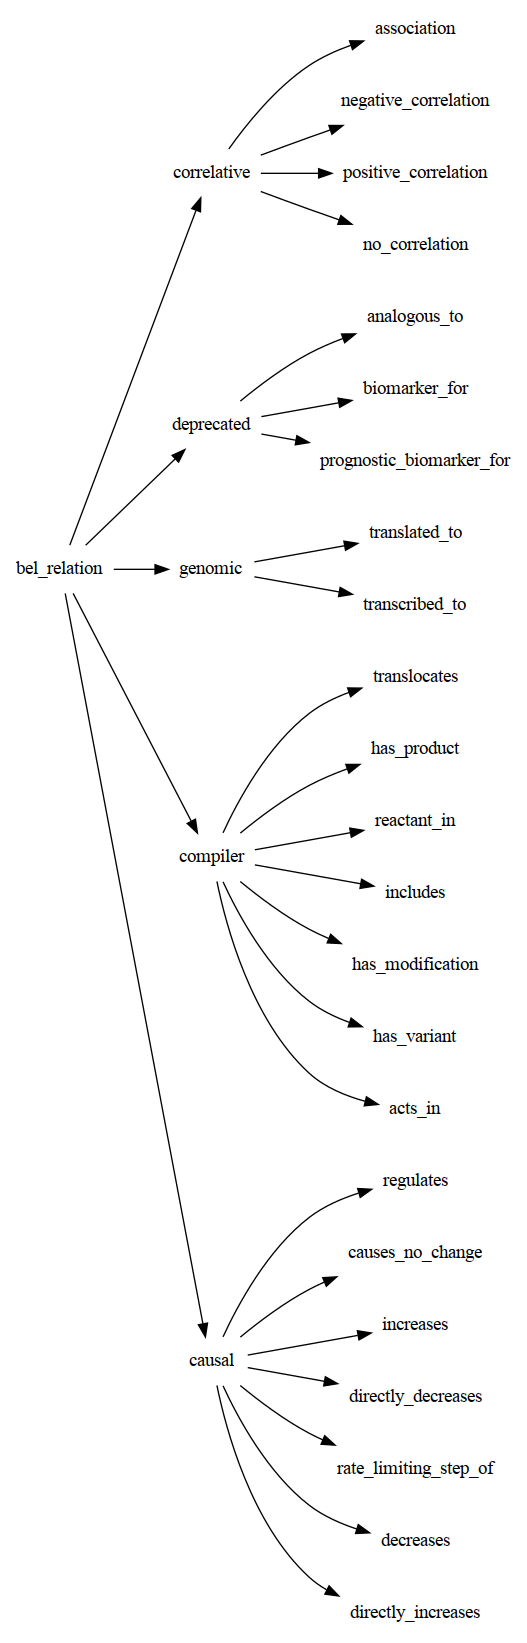 association
negative_correlation
correlative
positive_correlation
no_correlation
analogous_to
biomarker_for
deprecated
prognostic_biomarker_for
translated_to
bel_relation
genomic
transcribed_to
translocates
has_product
reactant_in
compiler
includes
has_modification
has_variant
acts_in
regulates
causes_no_change
increases
causal
directly_decreases
rate_limiting_step_of
decreases
directly_increases